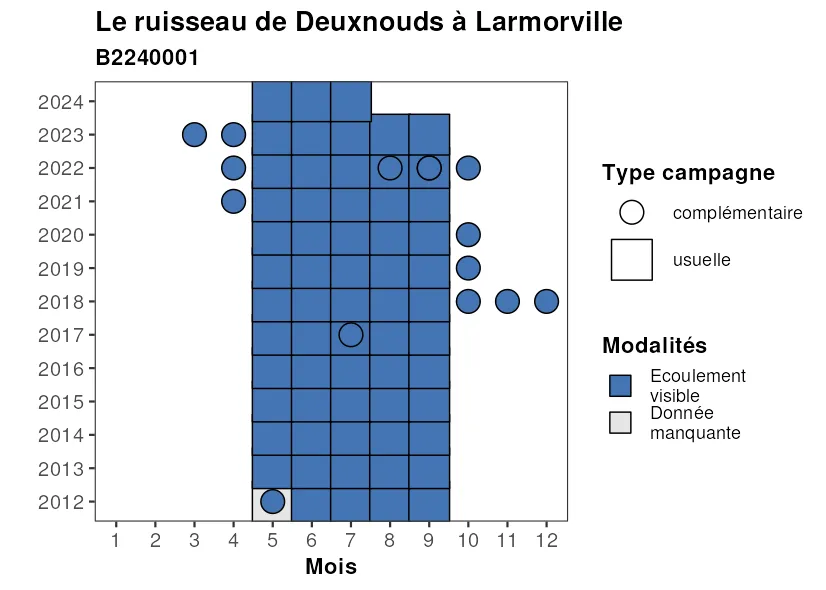 Le ruisseau de Deuxnouds à Larmorville
B2240001
2024
2023
2022
2021
2020
2019
2018
2017
2016
2015
2014
2013
2012
1 2 3 4 5 6 7 8 9 10 11 12
Mois
Type campagne
complémentaire
usuelle
Modalités
Ecoulement
visible
Donnée
manquante